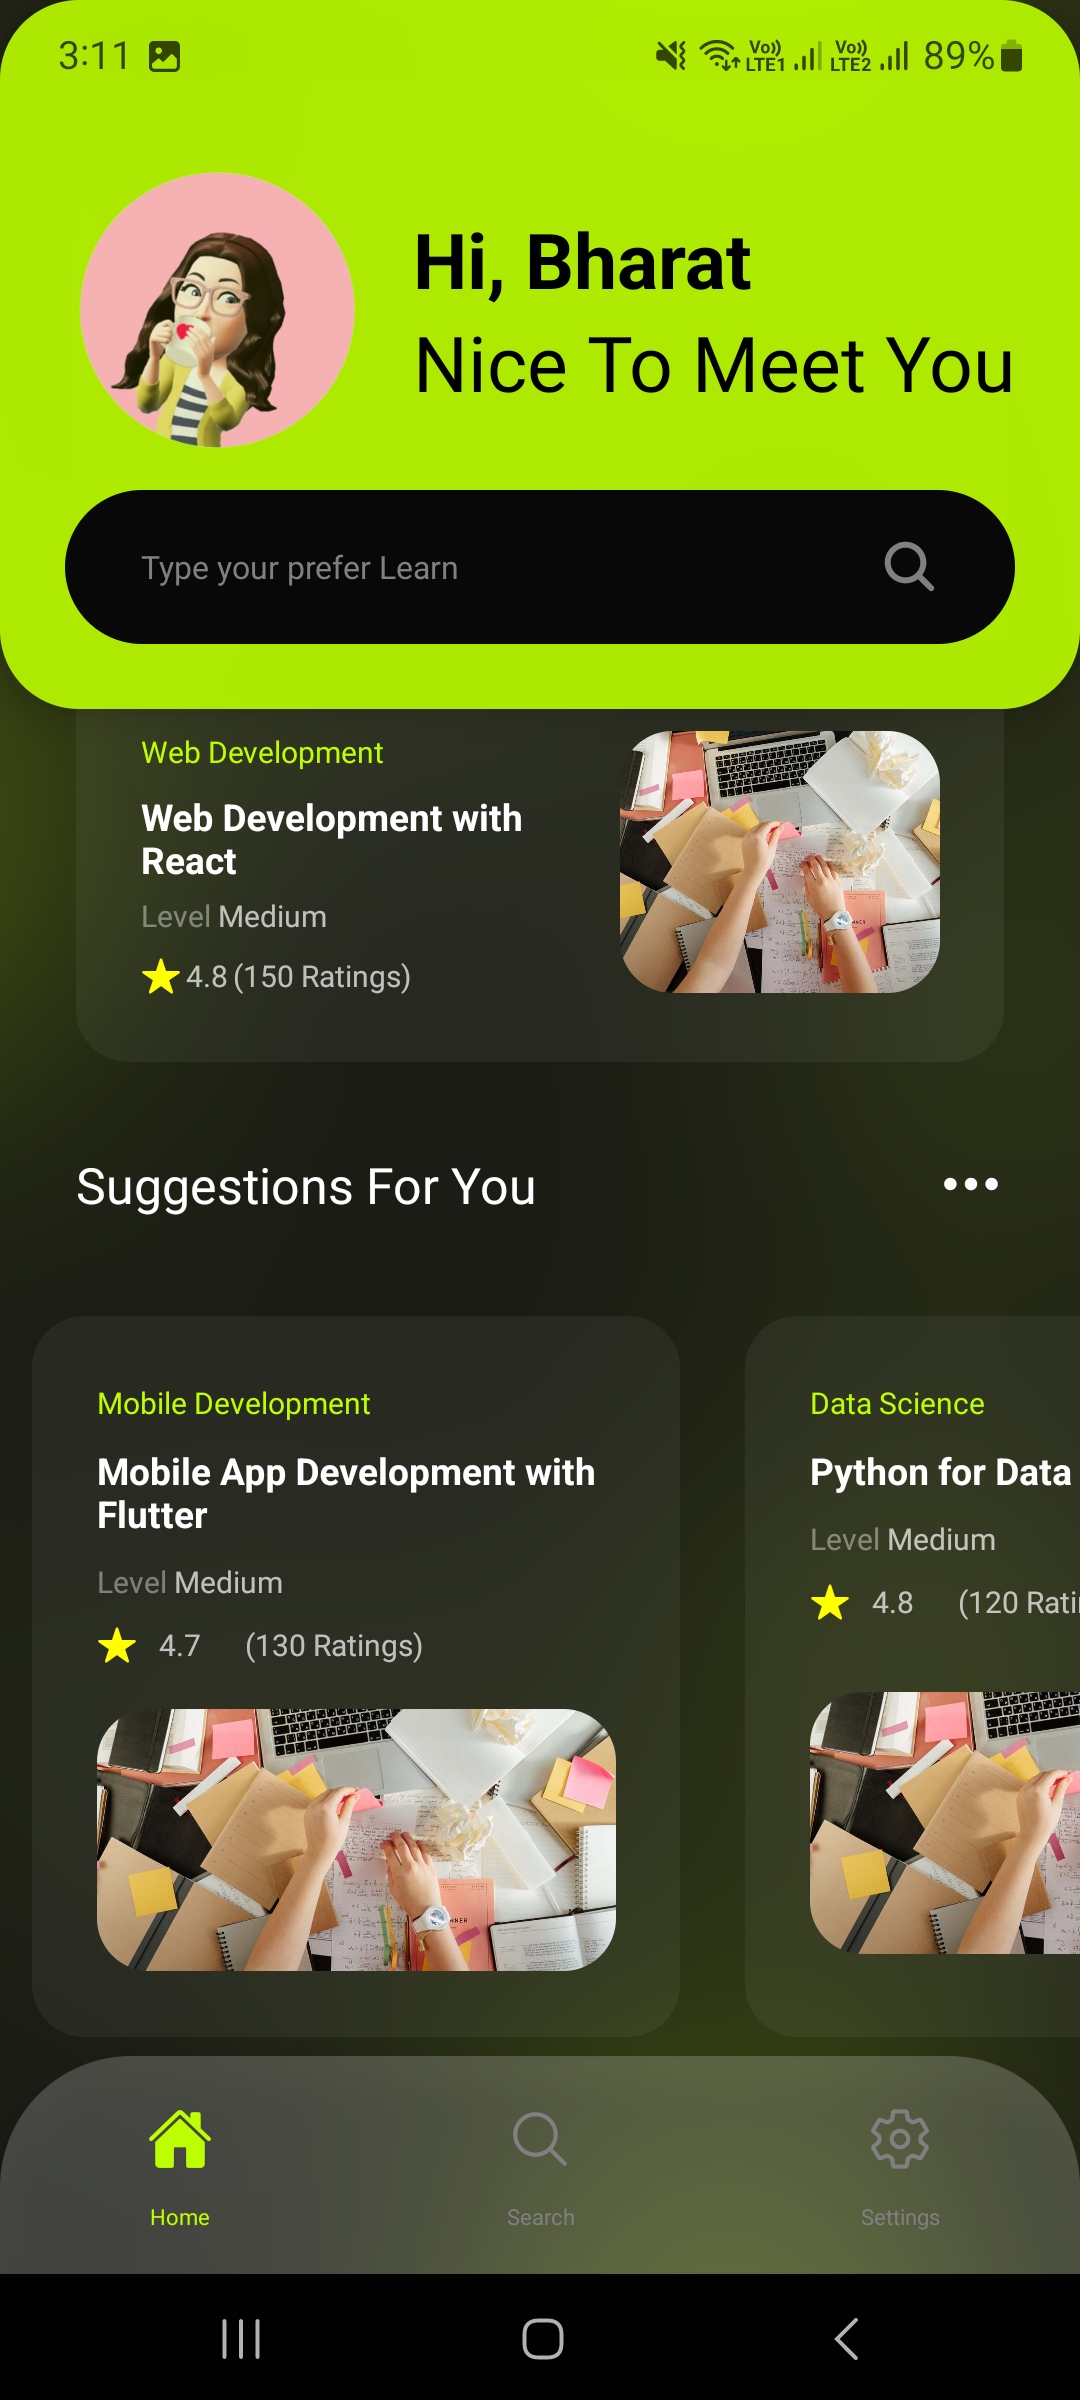 3:11
Vo)) LTE1 Vo)) LTE2 89%
Hi, Bharat
Nice To Meet You
Type your prefer Learn
Web Development
Web Development with
React
Level Medium
4.8 (150 Ratings)
Suggestions For You
Mobile Development
Mobile App Development with
Flutter
Level Medium
4.7 (130 Ratings)
Data Science
Python for Data
Level Medium
4.8 (120 Rati
Home
Search
Settings